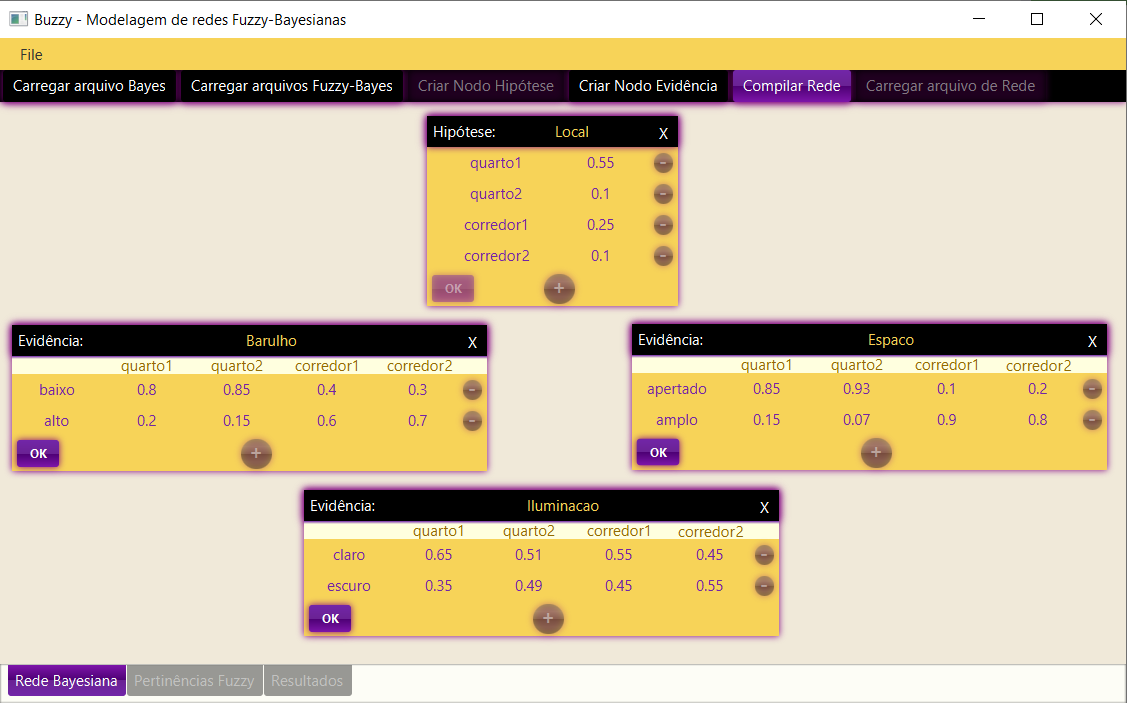 Buzzy - Modelagem de redes Fuzzy-Bayesianas
File
Carregar arquivo Bayes Carregar arquivos Fuzzy-Bayes Criar Nodo Hipótese Criar Nodo Evidência Compilar Rede Carregar arquivo de Rede
Hipótese: Local X
quarto1 0.55 -
quarto2 0.1 -
corredor1 0.25 -
corredor2 0.1 -
OK +
Evidência: Barulho X
quarto1 quarto2 corredor1 corredor2
baixo 0.8 0.85 0.4 0.3 -
alto 0.2 0.15 0.6 0.7 -
OK +
Evidência: Espaco X
quarto1 quarto2 corredor1 corredor2
apertado 0.85 0.93 0.1 0.2 -
amplo 0.15 0.07 0.9 0.8 -
OK +
Evidência: Iluminacao X
quarto1 quarto2 corredor1 corredor2
claro 0.65 0.51 0.55 0.45 -
escuro 0.35 0.49 0.45 0.55 -
OK +
Rede Bayesiana Pertinências Fuzzy Resultados